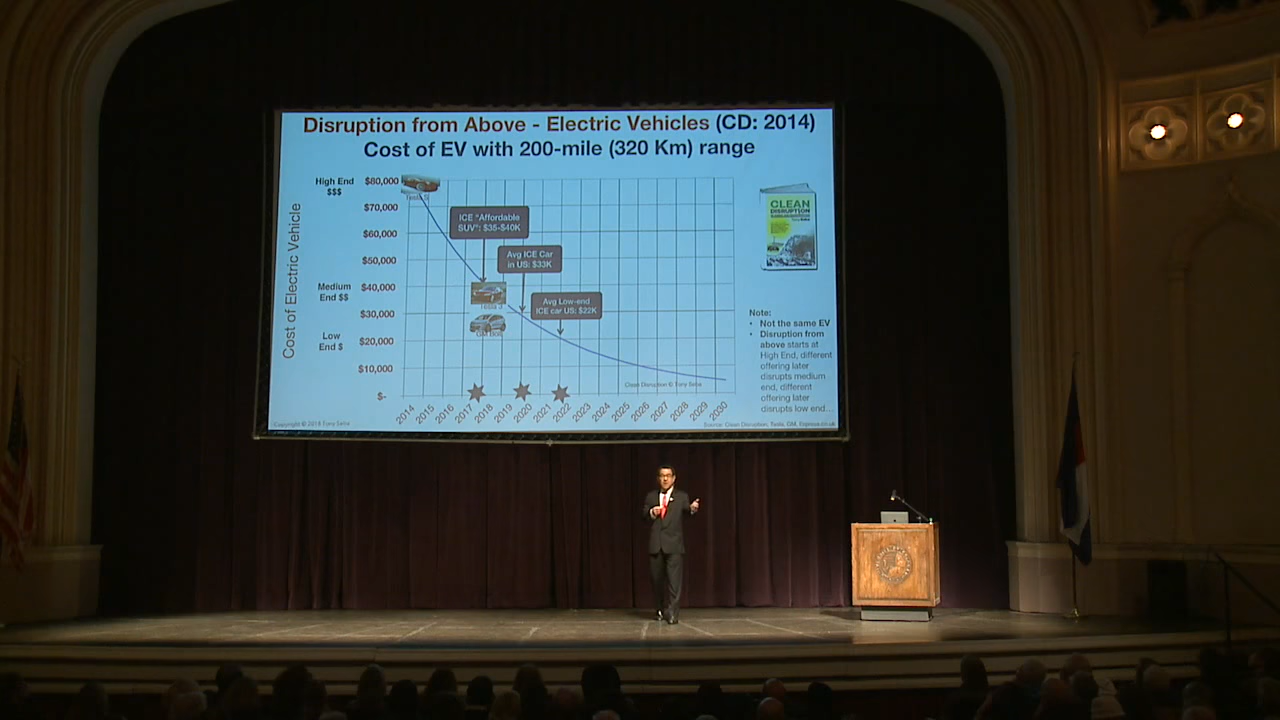 Disruption from Above - Electric Vehicles (CD: 2014)
Cost of EV with 200-mile (320 Km) range
High End
$$$
Medium
End $$
Low
End $
Cost of Electric Vehicle
$80,000
$70,000
$60,000
$50,000
$40,000
$30,000
$20,000
$10,000
$-
Tesla S
ICE "Affordable
SUV": $35-$40K
Avg ICE Car
in US: $33K
Avg Low-end
ICE car US: $22K
Tesla 3
GM Bolt
Clean Disruption © Tony Seba
2014
2015
2016
2017
2018
2019
2020
2021
2022
2023
2024
2025
2026
2027
2028
2029
2030
CLEAN
DISRUPTION
Note:
• Not the same EV
• Disruption from
above starts at
High End, different
offering later
disrupts medium
end, different
offering later
disrupts low end...
Copyright © 2018 Tony Seba
Source: Clean Disruption, Tesla, GM, Express.co.uk